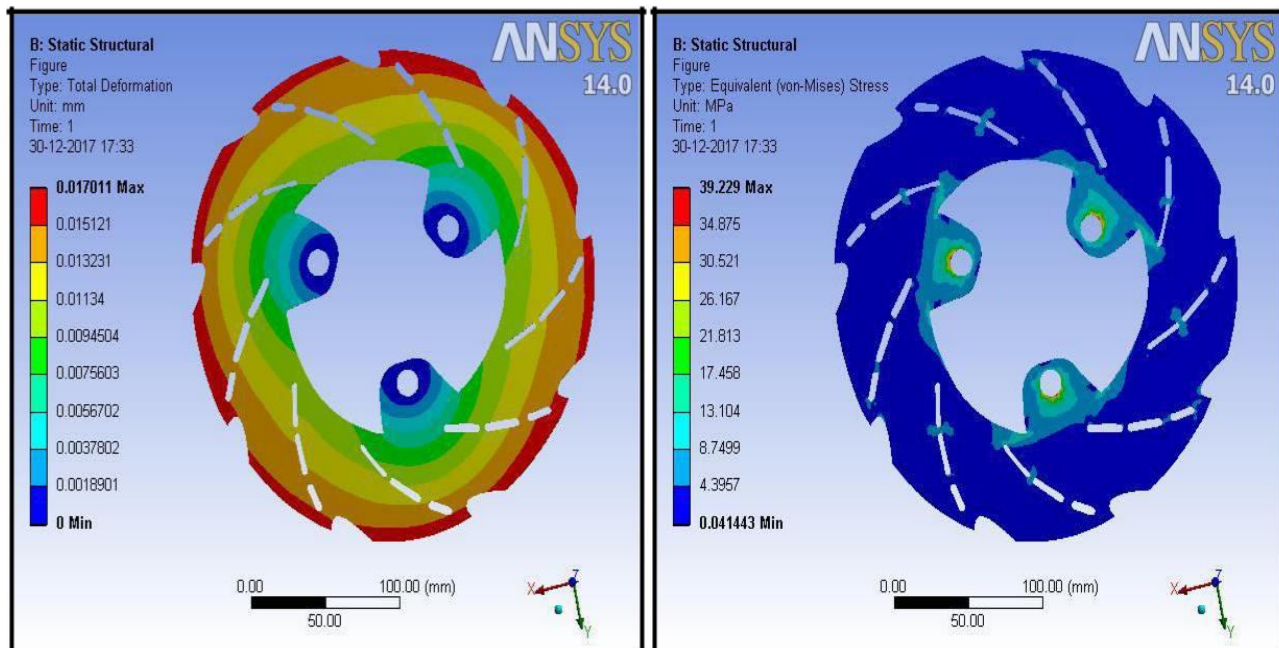 B: Static Structural
Figure
Type: Total Deformation
Unit: mm
Time: 1
30-12-2017 17:33
ANSYS
14.0
0.017011 Max
0.015121
0.013231
0.01134
0.0094504
0.0075603
0.0056702
0.0037802
0.0018901
0 Min
0.00
100.00 (mm)
50.00
X
Y
Z
B: Static Structural
Figure
Type: Equivalent (von-Mises) Stress
Unit: MPa
Time: 1
30-12-2017 17:33
ANSYS
14.0
39.229 Max
34.875
30.521
26.167
21.813
17.458
13.104
8.7499
4.3957
0.041443 Min
0.00
100.00 (mm)
50.00
X
Y
Z